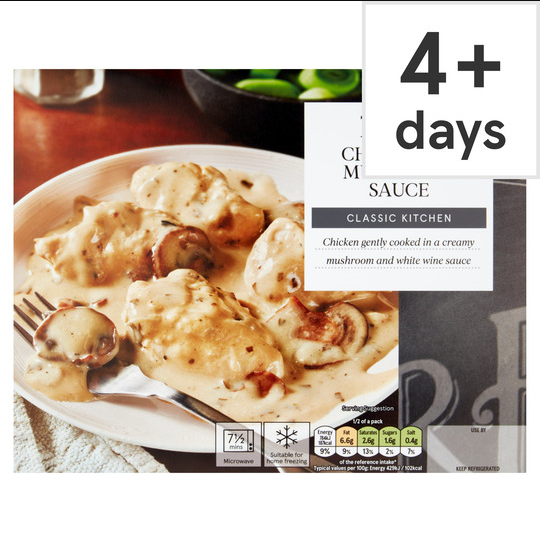 4+
days
SAUCE
CLASSIC KITCHEN
Chicken gently cooked in a creamy
mushroom and white wine sauce
Serving Suggestion
1/2 of a pack
7½
mins
Microwave
Suitable for
home freezing
Energy
187kcal
9%
Fat
6.6g
9%
Saturates
2.6g
13%
Sugars
1.6g
2%
Salt
0.4g
7%
of the reference intake*
Typical values per 100g: Energy 429kJ / 102kcal
USE BY
KEEP REFRIGERATED